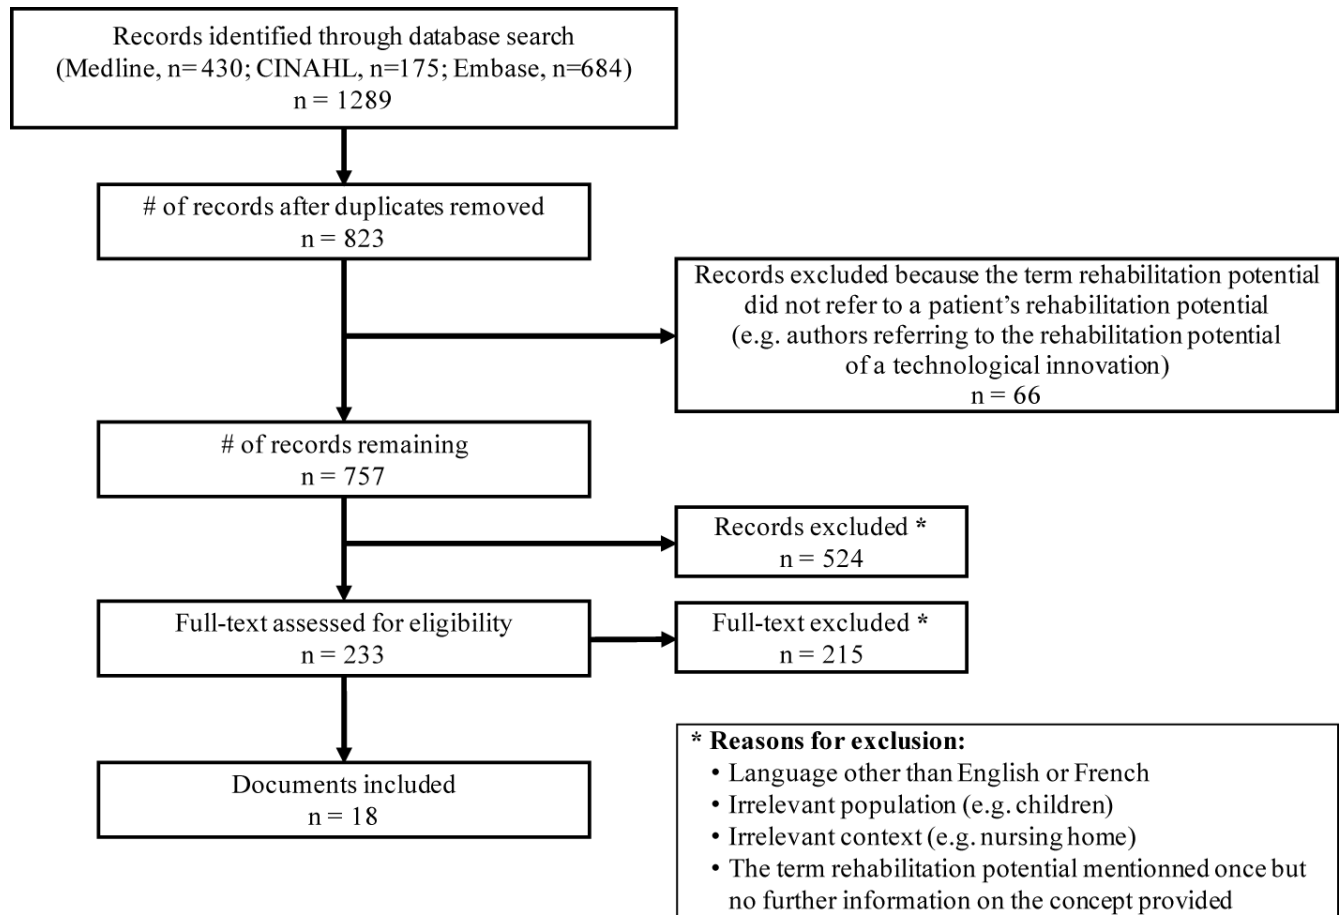 Records identified through database search
(Medline, n= 430; CINAHL, n=175; Embase, n=684)
n = 1289
# of records after duplicates removed
n = 823
Records excluded because the term rehabilitation potential
did not refer to a patient’s rehabilitation potential
(e.g. authors referring to the rehabilitation potential
of a technological innovation)
n = 66
# of records remaining
n = 757
Records excluded *
n = 524
Full-text assessed for eligibility
n = 233
Full-text excluded *
n = 215
Documents included
n = 18
* Reasons for exclusion:
• Language other than English or French
• Irrelevant population (e.g. children)
• Irrelevant context (e.g. nursing home)
• The term rehabilitation potential mentionned once but
no further information on the concept provided